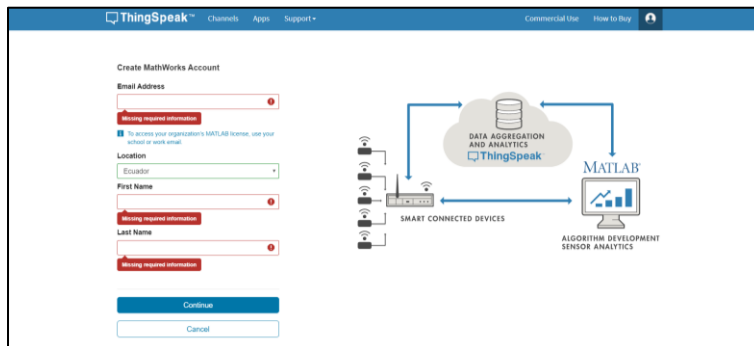 ThingSpeak™ Channels Apps Support Commercial Use How to Buy
Create MathWorks Account
Email Address
Missing required information
To access your organization's MATLAB license, use your
school or work email.
Location
Ecuador
First Name
Missing required information
Last Name
Missing required information
Continue
Cancel
DATA AGGREGATION
AND ANALYTICS
ThingSpeak
SMART CONNECTED DEVICES
MATLAB®
ALGORITHM DEVELOPMENT
SENSOR ANALYTICS